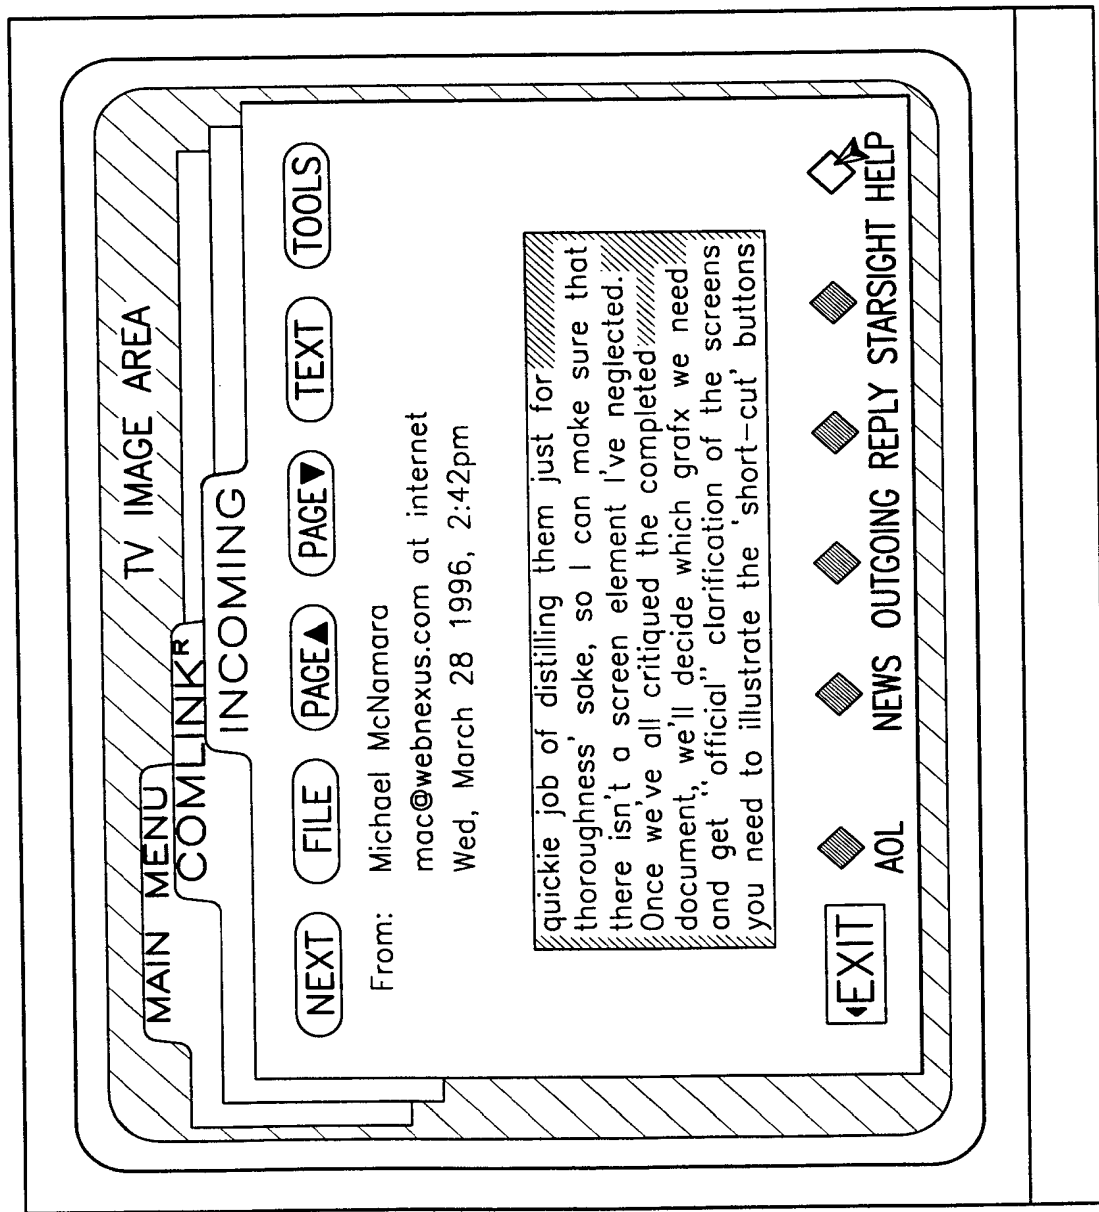 TV IMAGE AREA
MAIN MENU
COMLINK R
INCOMING
NEXT FILE PAGE▲ PAGE▼ TEXT TOOLS
From: Michael McNamara
mac@webnexus.com at internet
Wed, March 28 1996, 2:42pm
quickie job of distilling them just for
thoroughness' sake, so I can make sure that
there isn't a screen element I've neglected.
Once we've all critiqued the completed
document, we'll decide which grafx we need
and get "official" clarification of the screens
you need to illustrate the 'short-cut' buttons
◂EXIT AOL NEWS OUTGOING REPLY STARSIGHT HELP